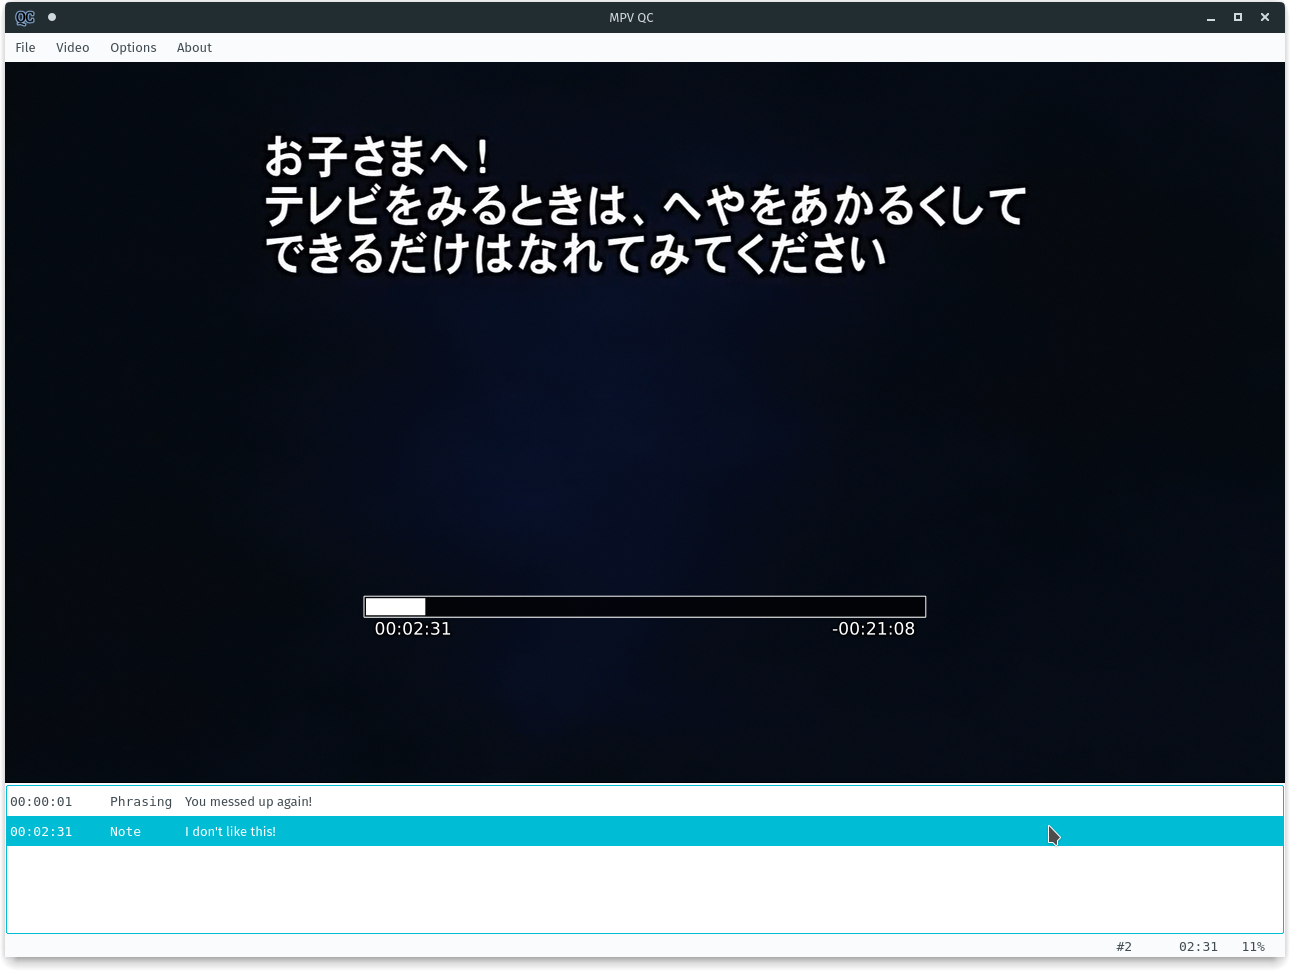 QC
MPV QC
File Video Options About
お子さまへ！
テレビをみるときは、へやをあかるくして
できるだけはなれてみてください
00:02:31 -00:21:08
00:00:01 Phrasing You messed up again!
00:02:31 Note I don't like this!
#2 02:31 11%